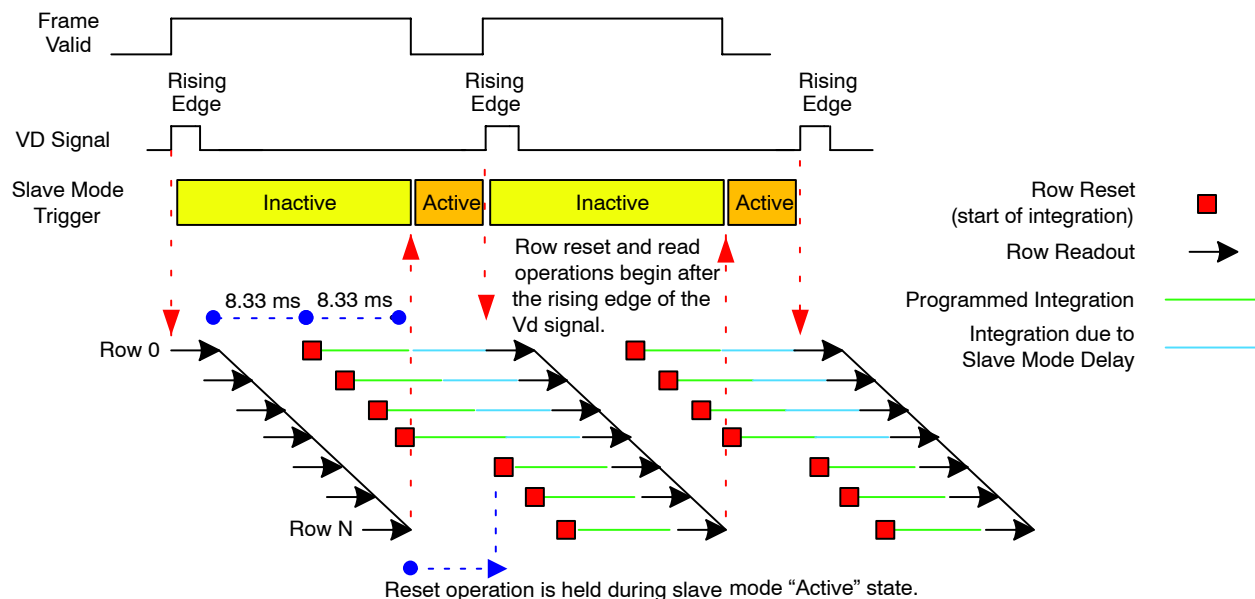 Frame
Valid
Rising
Edge
Rising
Edge
Rising
Edge
VD Signal
Slave Mode
Trigger
Inactive
Active
Inactive
Active
Row Reset
(start of integration)
Row Readout
Programmed Integration
Integration due to
Slave Mode Delay
Row reset and read
operations begin after
the rising edge of the
Vd signal.
8.33 ms
8.33 ms
Row 0
Row N
Reset operation is held during slave mode “Active” state.